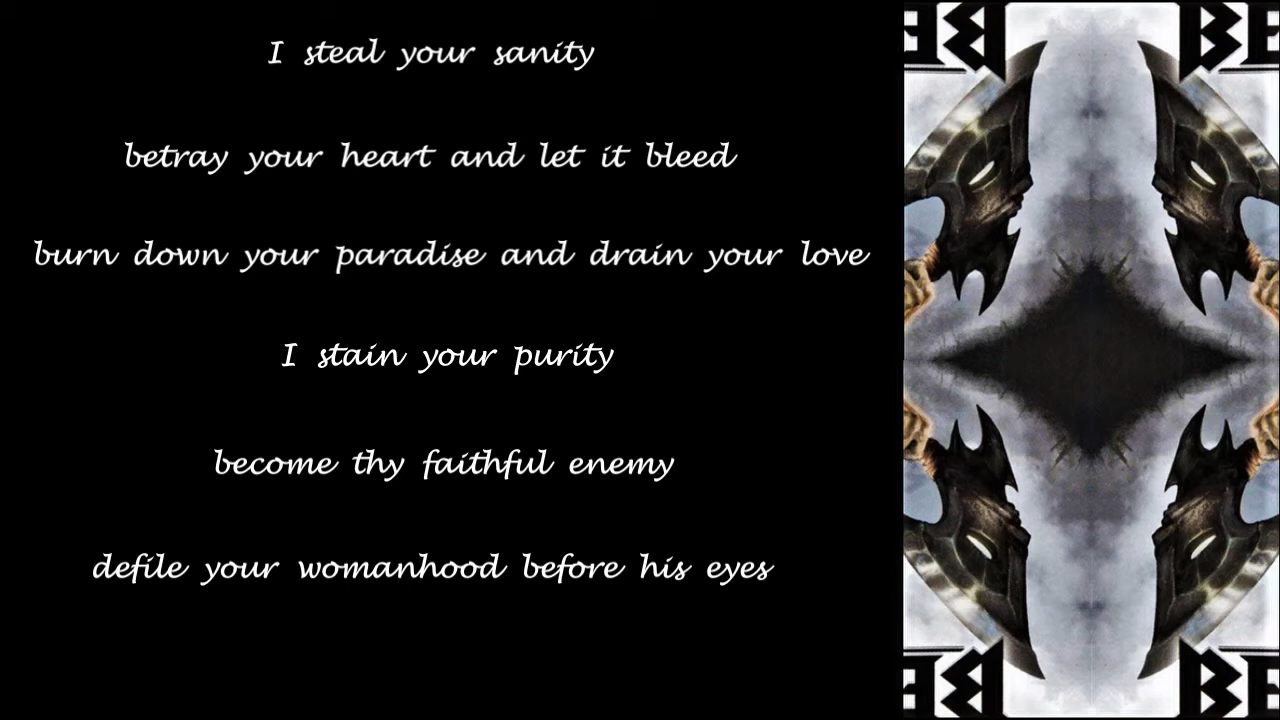 I steal your sanity
betray your heart and let it bleed
burn down your paradise and drain your love
I stain your purity
become thy faithful enemy
defile your womanhood before his eyes